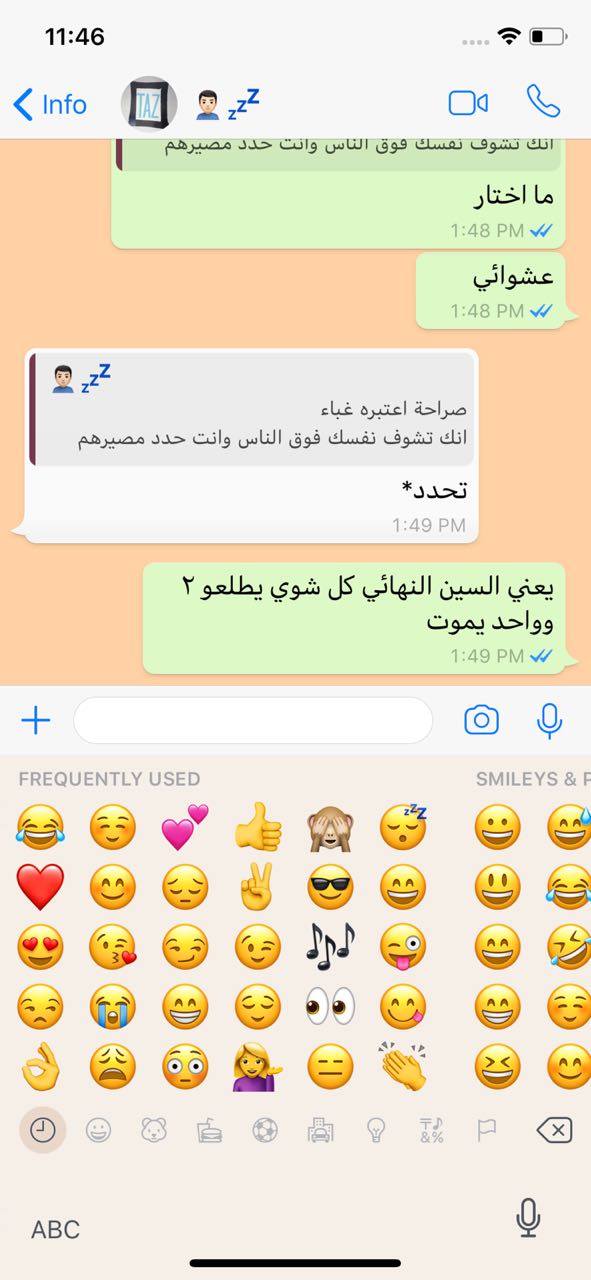 11:46
Info
TAZ
zzZ
انك تشوف نفسك فوق الناس وانت حدد مصيرهم
ما اختار
1:48 PM
عشوائي
1:48 PM
zzZ
صراحة اعتبره غباء
انك تشوف نفسك فوق الناس وانت حدد مصيرهم
تحدد*
1:49 PM
يعني السين النهائي كل شوي يطلعو ٢
وواحد يموت
1:49 PM
FREQUENTLY USED
SMILEYS & P
ABC